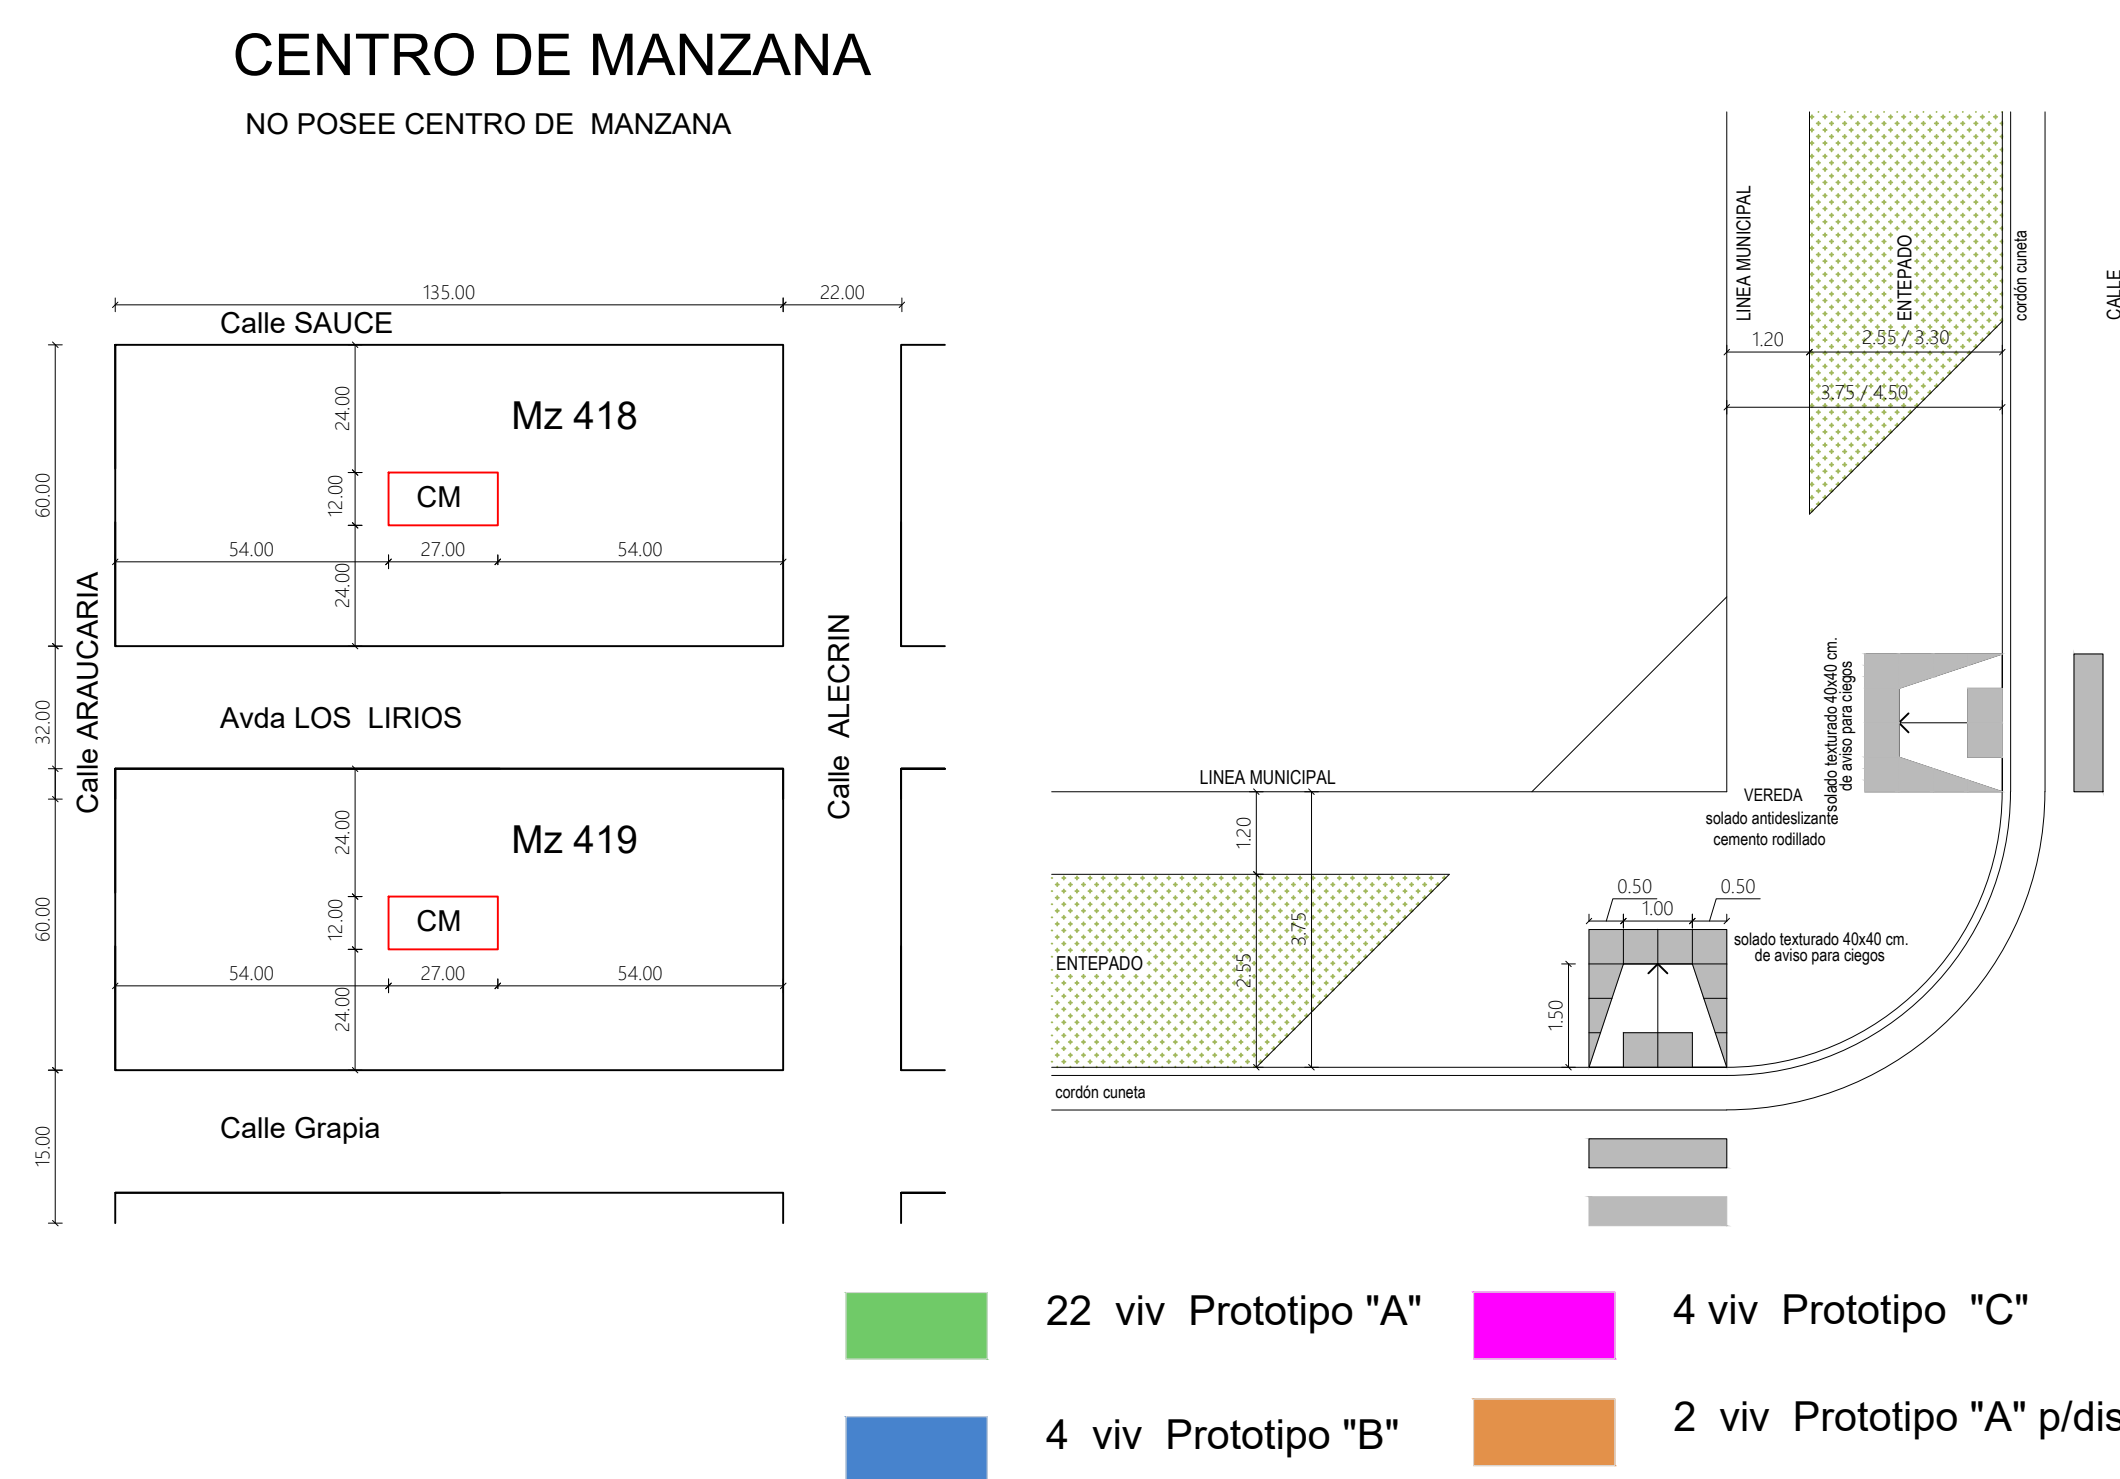 CENTRO DE MANZANA
NO POSEE CENTRO DE MANZANA
135.00
22.00
Calle SAUCE
24.00
Mz 418
60.00
12.00
CM
54.00
27.00
54.00
24.00
Calle ARAUCARIA
Calle ALECRIN
32.00
Avda LOS LIRIOS
24.00
Mz 419
60.00
12.00
CM
54.00
27.00
54.00
24.00
15.00
Calle Grapia
LINEA MUNICIPAL
ENTEPADO
cordón cuneta
CALLE
1.20
2.55 / 3.30
3.75 / 4.50
solado texturado 40x40 cm.
de aviso para ciegos
LINEA MUNICIPAL
VEREDA
solado antideslizante
cemento rodillado
1.20
3.75
2.55
ENTEPADO
0.50
0.50
1.00
solado texturado 40x40 cm.
de aviso para ciegos
1.50
cordón cuneta
22 viv Prototipo "A"
4 viv Prototipo "C"
4 viv Prototipo "B"
2 viv Prototipo "A" p/dis